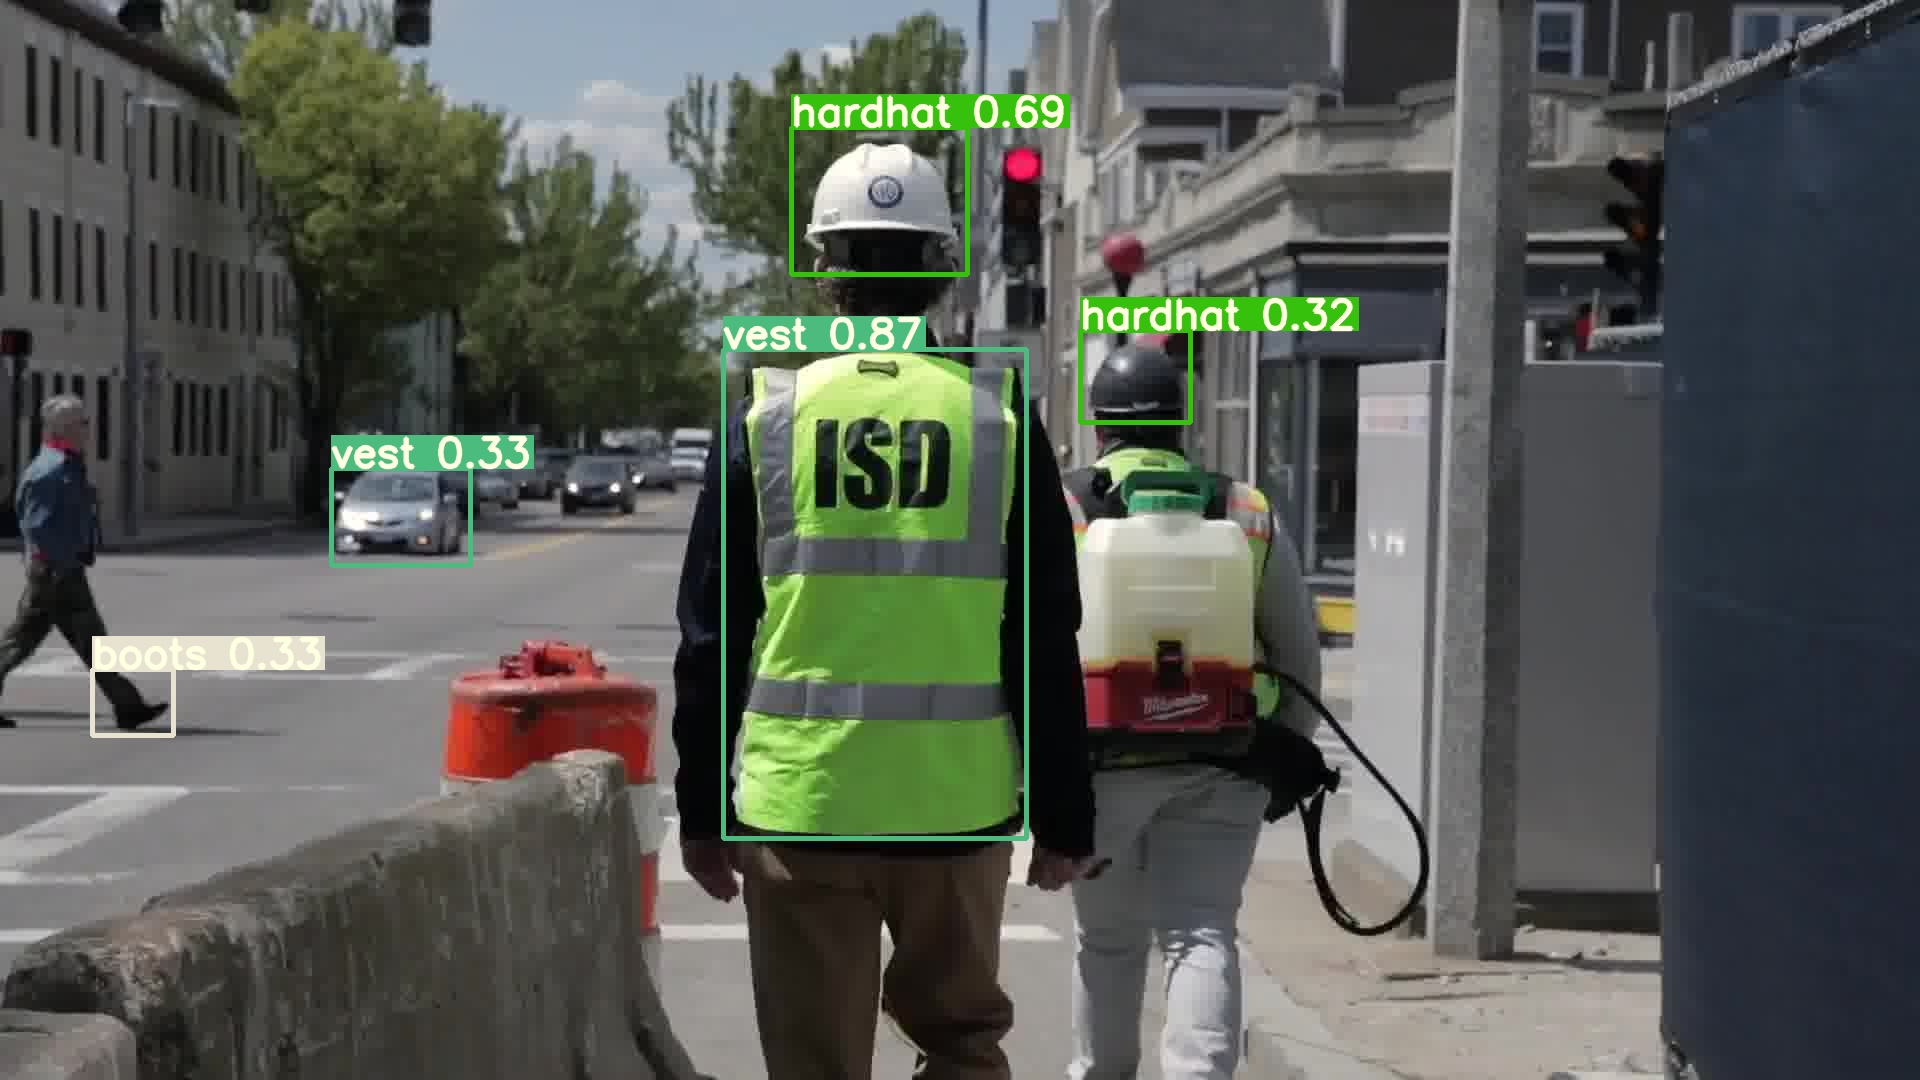 hardhat 0.69
hardhat 0.32
vest 0.87
ISD
vest 0.33
boots 0.33
Milwaukee